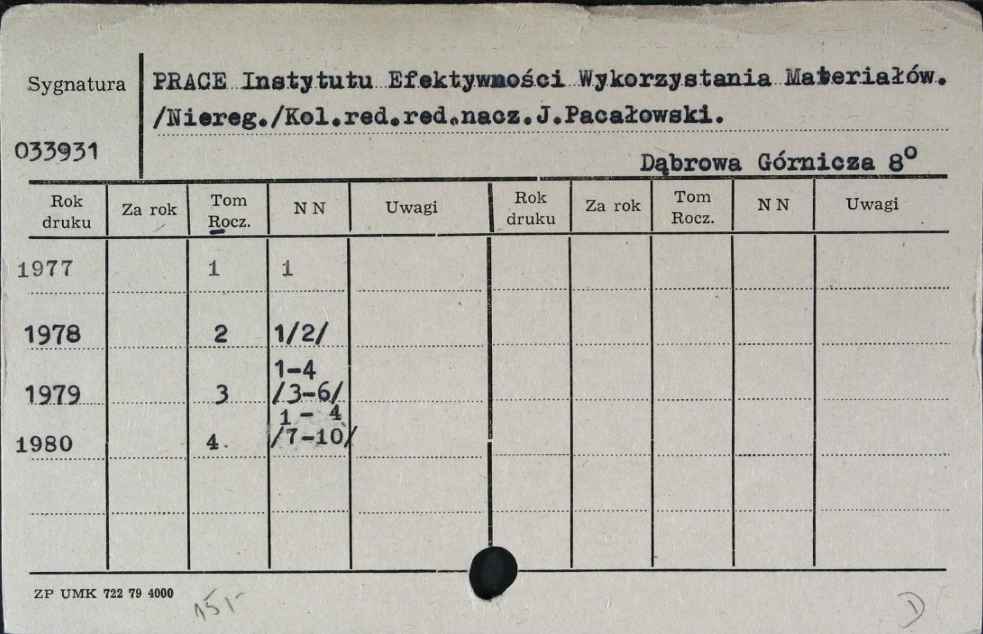 Sygnatura PRACE Instytutu Efektywności Wykorzystania Materiałów.
/Niereg./Kol.red.red.nacz.J.Pacałowski.
033931
Dąbrowa Górnicza 8°
Rok druku Za rok Tom Rocz. N N Uwagi Rok druku Za rok Tom Rocz. N N Uwagi
1977 1 1
1978 2 1/2/
1979 3 1-4 /3-6/
1980 4. 1 - 4 /7-10/
ZP UMK 722 79 4000
151-
D